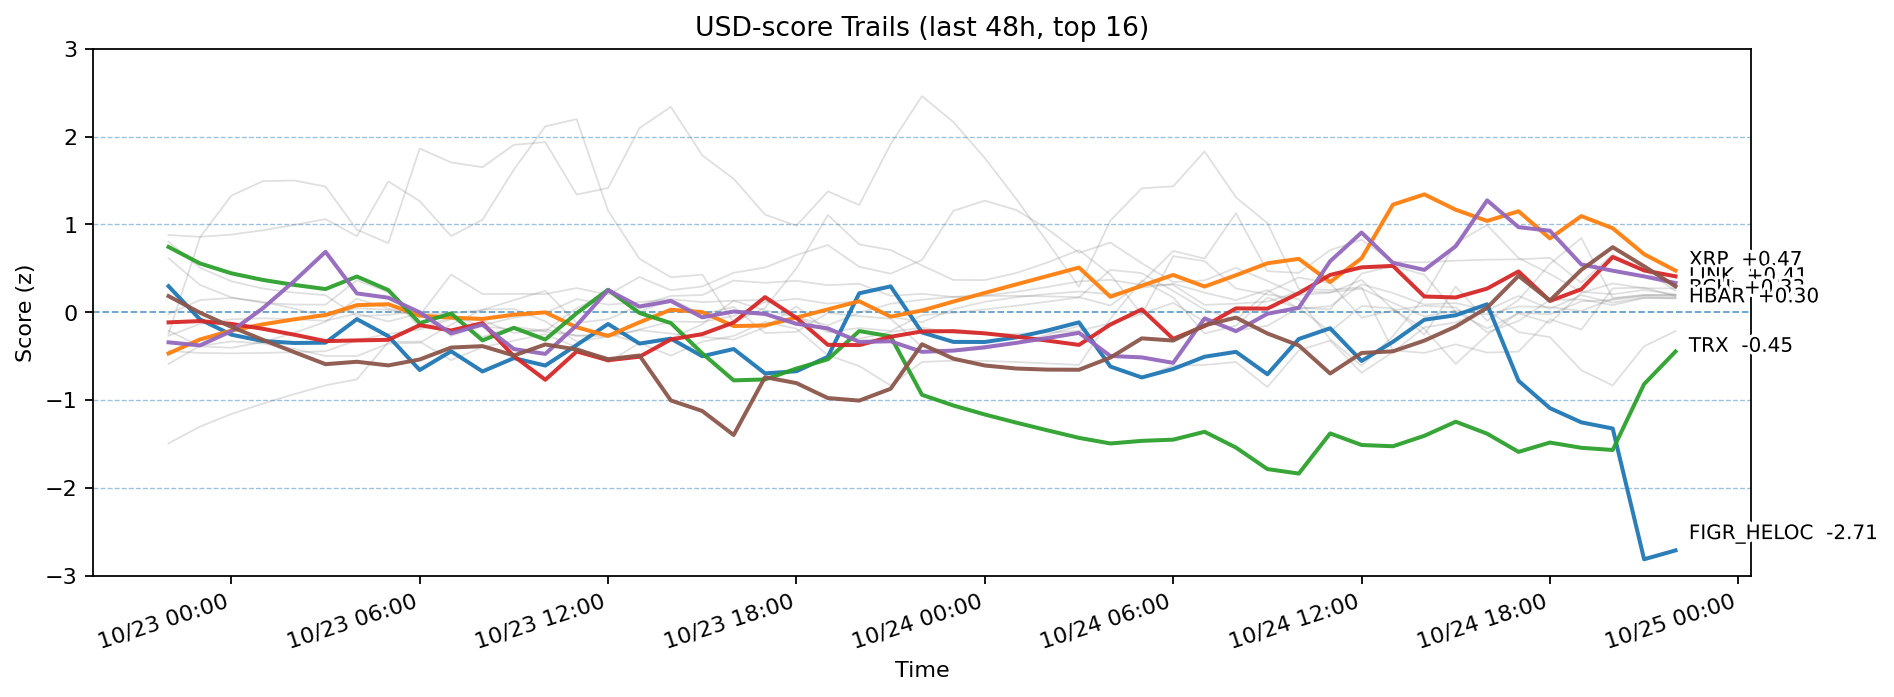 USD-score Trails (last 48h, top 16)
Score (z)
3
2
1
0
−1
−2
−3
XRP +0.47
LINK +0.41
HBAR +0.30
TRX -0.45
FIGR_HELOC -2.71
10/23 00:00
10/23 06:00
10/23 12:00
10/23 18:00
10/24 00:00
10/24 06:00
10/24 12:00
10/24 18:00
10/25 00:00
Time